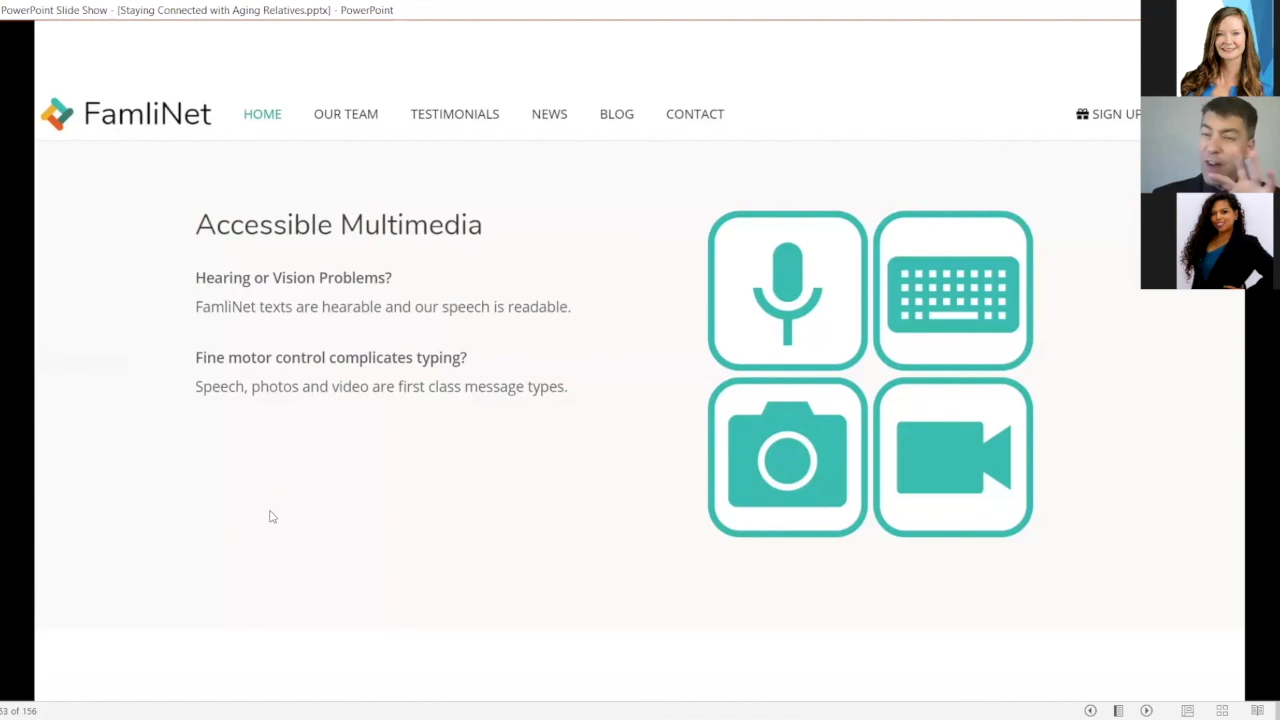 PowerPoint Slide Show - [Staying Connected with Aging Relatives.pptx] - PowerPoint
FamliNet HOME OUR TEAM TESTIMONIALS NEWS BLOG CONTACT SIGN UP
Accessible Multimedia
Hearing or Vision Problems?
FamliNet texts are hearable and our speech is readable.
Fine motor control complicates typing?
Speech, photos and video are first class message types.
53 of 156